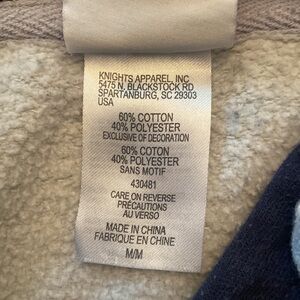 KNIGHTS APPAREL, INC
5475 N. BLACKSTOCK RD
SPARTANBURG, SC 29303
USA
60% COTTON
40% POLYESTER
EXCLUSIVE OF DECORATION
60% COTON
40% POLYESTER
SANS MOTIF
430481
CARE ON REVERSE
PRÉCAUTIONS
AU VERSO
MADE IN CHINA
FABRIQUE EN CHINE
M/M